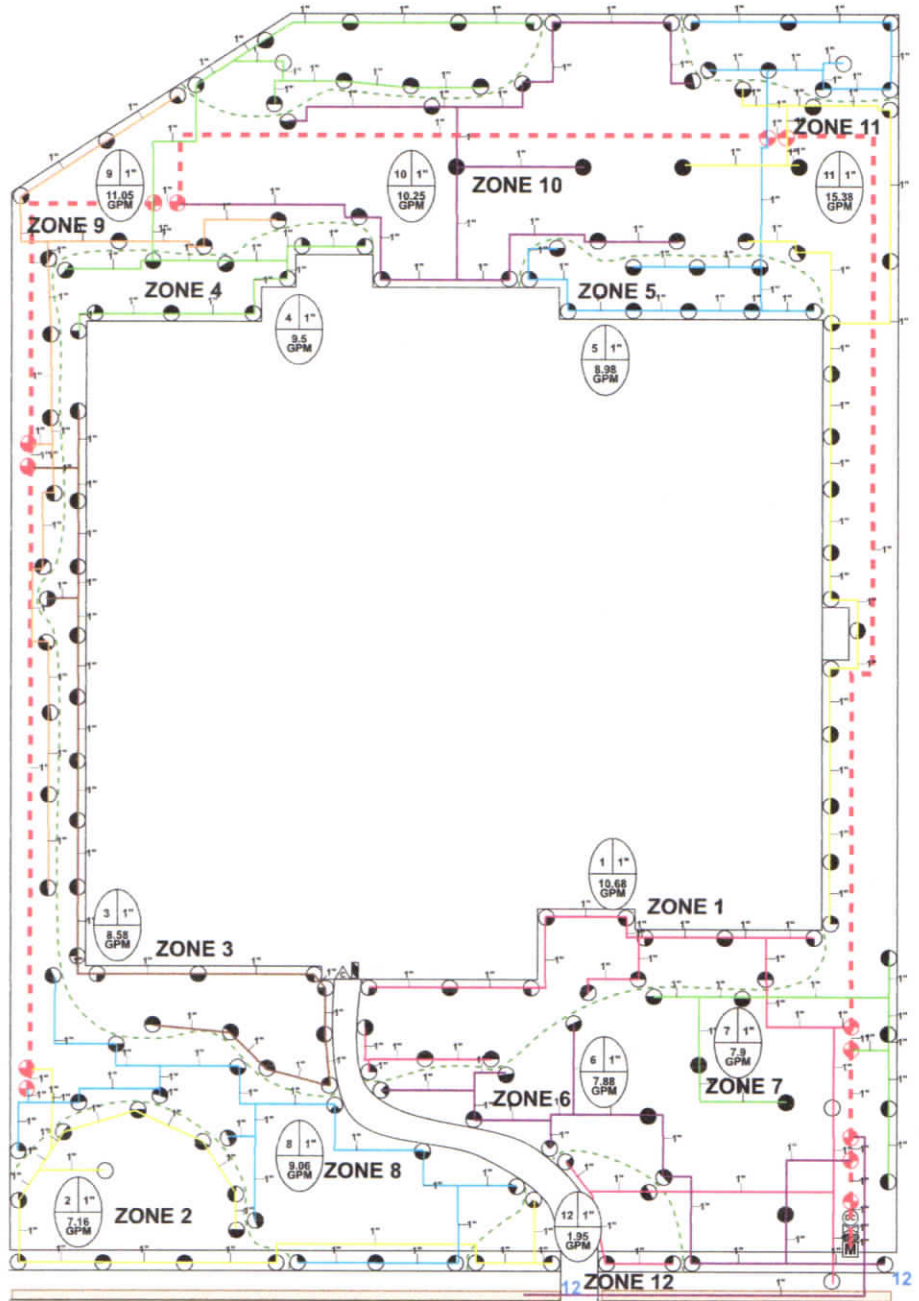 ZONE 11
9 1"
11.05
GPM
10 1"
10.25
GPM
ZONE 10
11 1"
15.38
GPM
ZONE 9
ZONE 4
ZONE 5
4 1"
9.5
GPM
5 1"
8.98
GPM
1 1"
10.68
GPM
ZONE 1
3 1"
8.58
GPM
ZONE 3
6 1"
7.88
GPM
7 1"
7.9
GPM
ZONE 7
ZONE 6
8 1"
9.06
GPM
ZONE 8
2 1"
7.16
GPM
ZONE 2
12 1"
1.95
GPM
M
12
ZONE 12
12